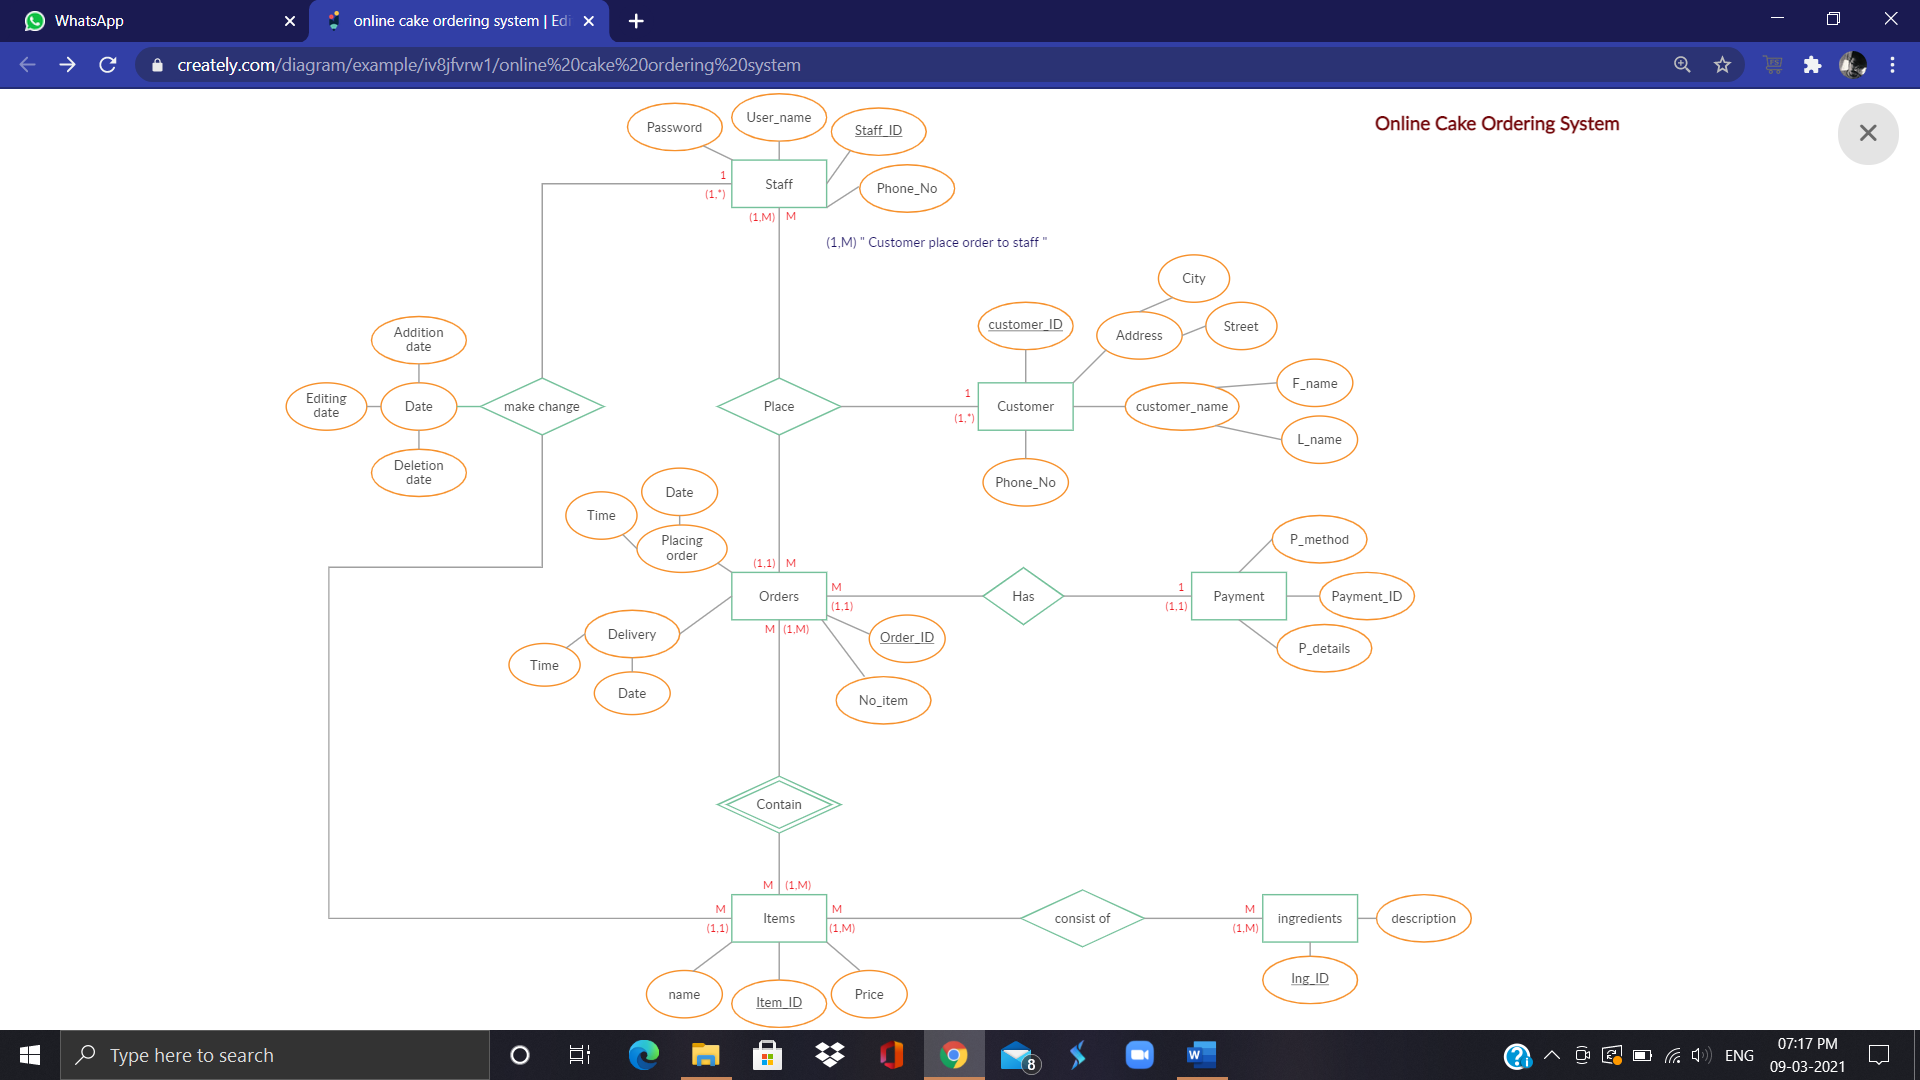 WhatsApp
online cake ordering system | Edi
creately.com/diagram/example/iv8jfvrw1/online%20cake%20ordering%20system
Online Cake Ordering System
Password
User_name
Staff_ID
Phone_No
Staff
1
(1,*)
(1,M) M
(1,M) " Customer place order to staff "
City
Address
Street
customer_ID
F_name
customer_name
L_name
Customer
1
(1,*)
Phone_No
Addition
date
Editing
date
Date
Deletion
date
make change
Place
Date
Time
Placing
order
(1,1) M
Orders
M
(1,1)
M (1,M)
Has
1
(1,1)
Payment
P_method
Payment_ID
P_details
Delivery
Time
Date
Order_ID
No_item
Contain
M (1,M)
M
(1,1)
Items
M
(1,M)
consist of
M
(1,M)
ingredients
description
Ing_ID
name
Item_ID
Price
Type here to search
8
W
ENG
07:17 PM
09-03-2021